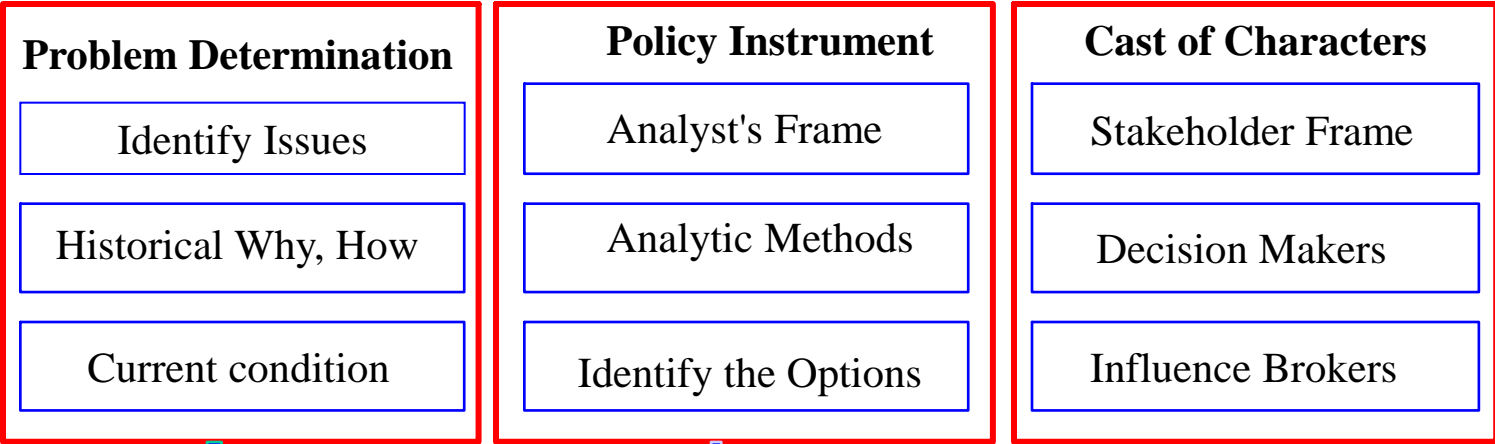 Problem Determination
Identify Issues
Historical Why, How
Current condition
Policy Instrument
Analyst's Frame
Analytic Methods
Identify the Options
Cast of Characters
Stakeholder Frame
Decision Makers
Influence Brokers